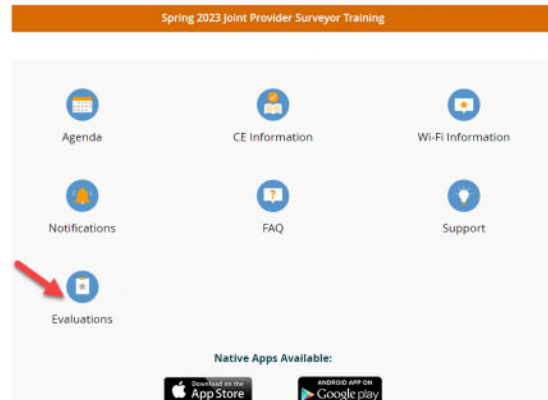 Spring 2023 Joint Provider Surveyor Training
Agenda
CE Information
Wi-Fi Information
Notifications
FAQ
Support
Evaluations
Native Apps Available:
Download on the
App Store
ANDROID APP ON
Google play